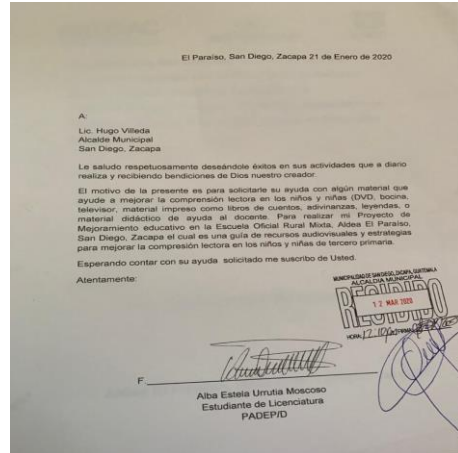 El Paraíso, San Diego, Zacapa 21 de Enero de 2020
A:
Lic. Hugo Villeda
Alcalde Municipal
San Diego, Zacapa
Le saludo respetuosamente deseándole éxitos en sus actividades que a diario
realiza y recibiendo bendiciones de Dios nuestro creador.
El motivo de la presente es para solicitarle su ayuda con algún material que
ayude a mejorar la comprensión lectora en los niños y niñas (DVD, bocina,
televisor, material impreso como libros de cuentos, adivinanzas, leyendas, o
material didáctico de ayuda al docente. Para realizar mi Proyecto de
Mejoramiento educativo en la Escuela Oficial Rural Mixta, Aldea El Paraíso,
San Diego, Zacapa el cual es una guía de recursos audiovisuales y estrategias
para mejorar la compresión lectora en los niños y niñas de tercero primaria.
Esperando contar con su ayuda solicitado me suscribo de Usted.
Atentamente:
MUNICIPALIDAD DE SAN DIEGO, ZACAPA, GUATEMALA
ALCALDIA MUNICIPAL
RECIBIDO
12 MAR 2020
HORA
F.
Alba Estela Urrutia Moscoso
Estudiante de Licenciatura
PADEP/D